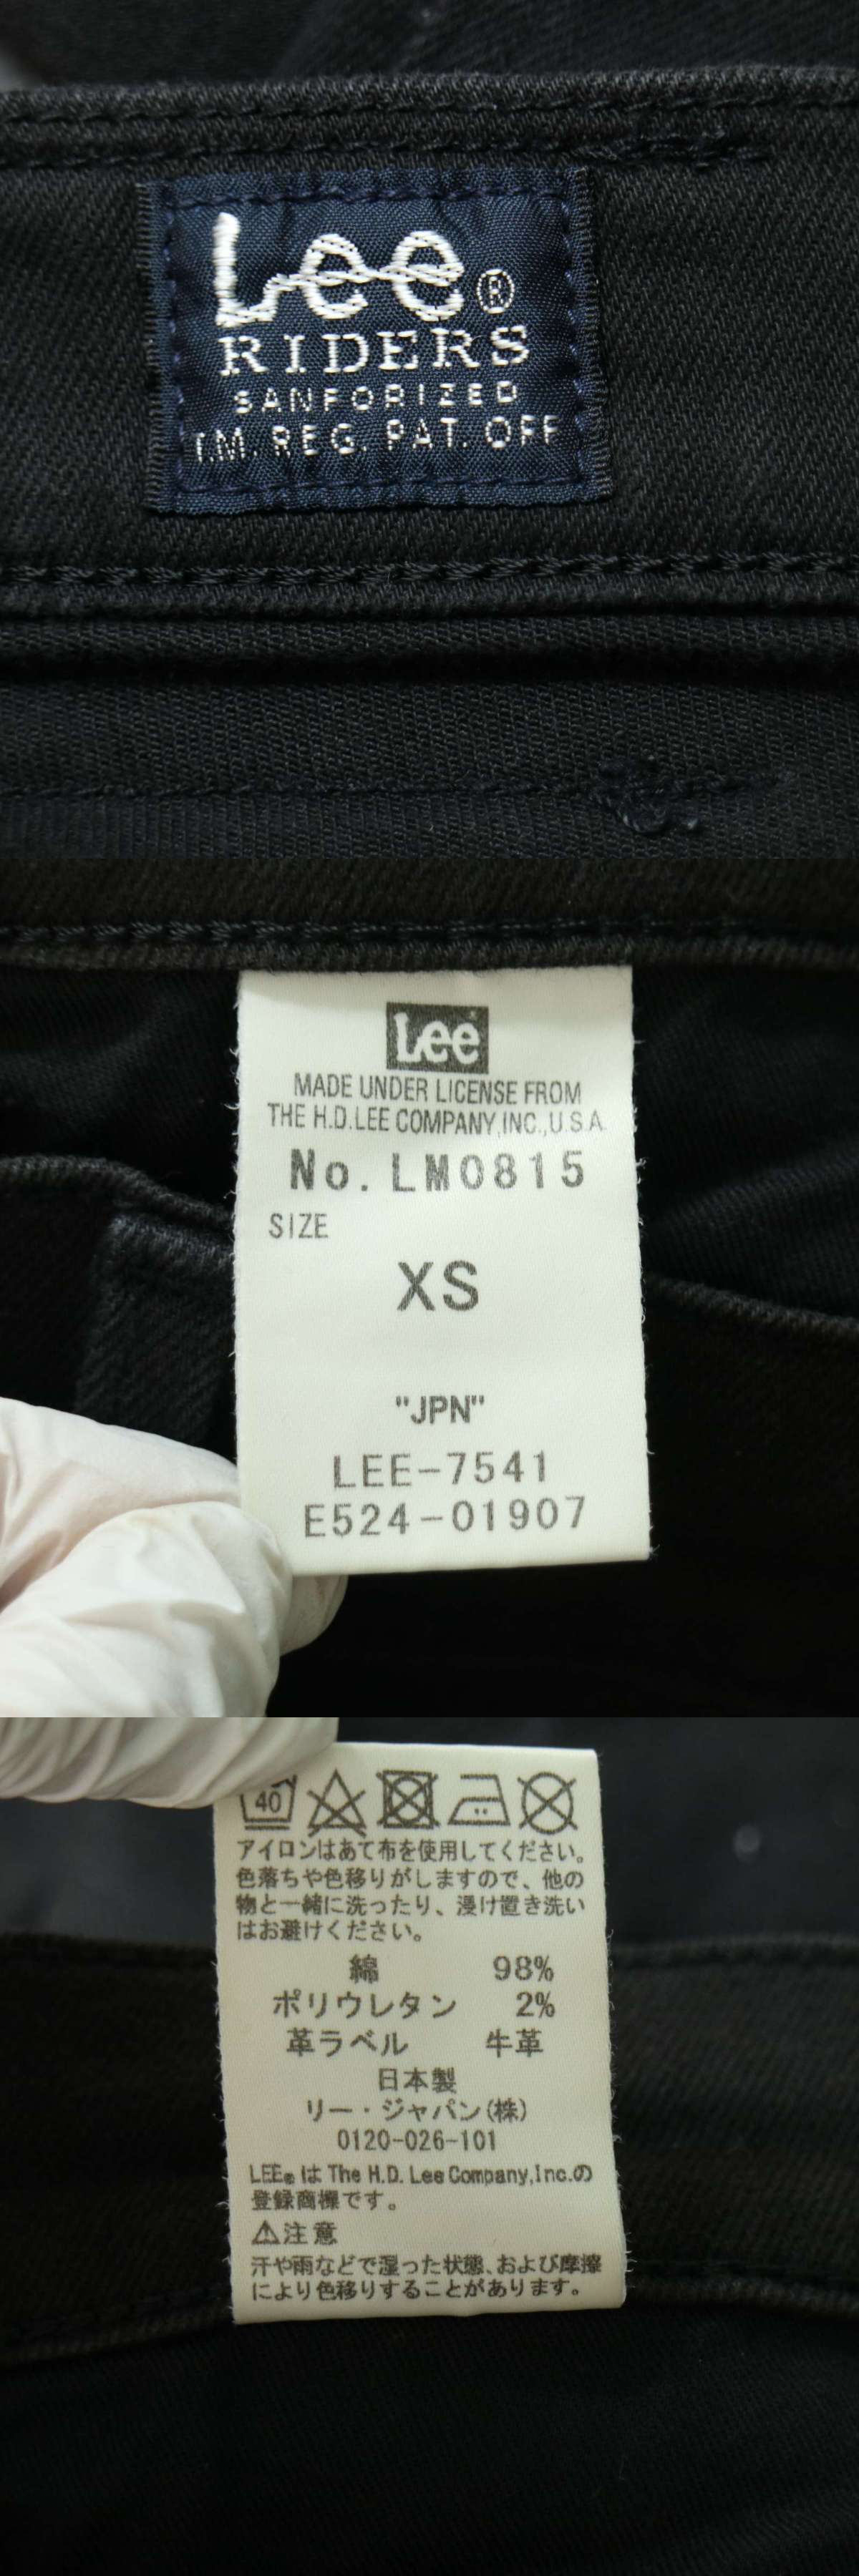 Lee®
RIDERS
SANFORIZED
T.M. REG. PAT. OFF
Lee
MADE UNDER LICENSE FROM
THE H.D.LEE COMPANY,INC.,U.S.A.
No. LM0815
SIZE
XS
"JPN"
LEE-7541
E524-01907
40
アイロンはあて布を使用してください。
色落ちや色移りがしますので、他の
物と一緒に洗ったり、浸け置き洗い
はお避けください。
綿 98%
ポリウレタン 2%
革ラベル 牛革
日本製
リー・ジャパン(株)
0120-026-101
LEE® は The H.D. Lee Company,Inc.の
登録商標です。
⚠注意
汗や雨などで湿った状態、および摩擦
により色移りすることがあります。